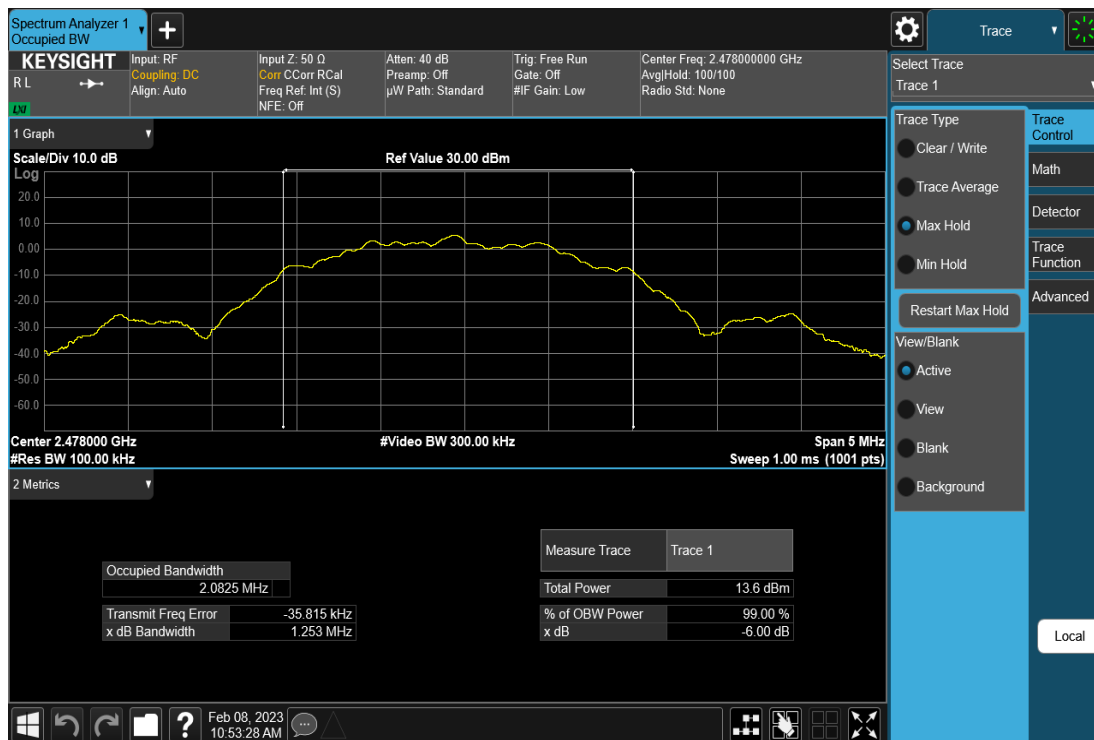 Spectrum Analyzer 1
Occupied BW
Trace
KEYSIGHT
R L
LXI
Input: RF
Coupling: DC
Align: Auto
Input Z: 50 Ω
Corr CCorr RCal
Freq Ref: Int (S)
NFE: Off
Atten: 40 dB
Preamp: Off
µW Path: Standard
Trig: Free Run
Gate: Off
#IF Gain: Low
Center Freq: 2.478000000 GHz
Avg|Hold: 100/100
Radio Std: None
Select Trace
Trace 1
1 Graph
Scale/Div 10.0 dB
Ref Value 30.00 dBm
Log
20.0
10.0
0.00
-10.0
-20.0
-30.0
-40.0
-50.0
-60.0
Center 2.478000 GHz
#Video BW 300.00 kHz
Span 5 MHz
#Res BW 100.00 kHz
Sweep 1.00 ms (1001 pts)
2 Metrics
Occupied Bandwidth
2.0825 MHz
Transmit Freq Error -35.815 kHz
x dB Bandwidth 1.253 MHz
Measure Trace Trace 1
Total Power 13.6 dBm
% of OBW Power 99.00 %
x dB -6.00 dB
Trace Type
Clear / Write
Trace Average
Max Hold
Min Hold
Restart Max Hold
View/Blank
Active
View
Blank
Background
Trace
Control
Math
Detector
Trace
Function
Advanced
Local
?
Feb 08, 2023
10:53:28 AM